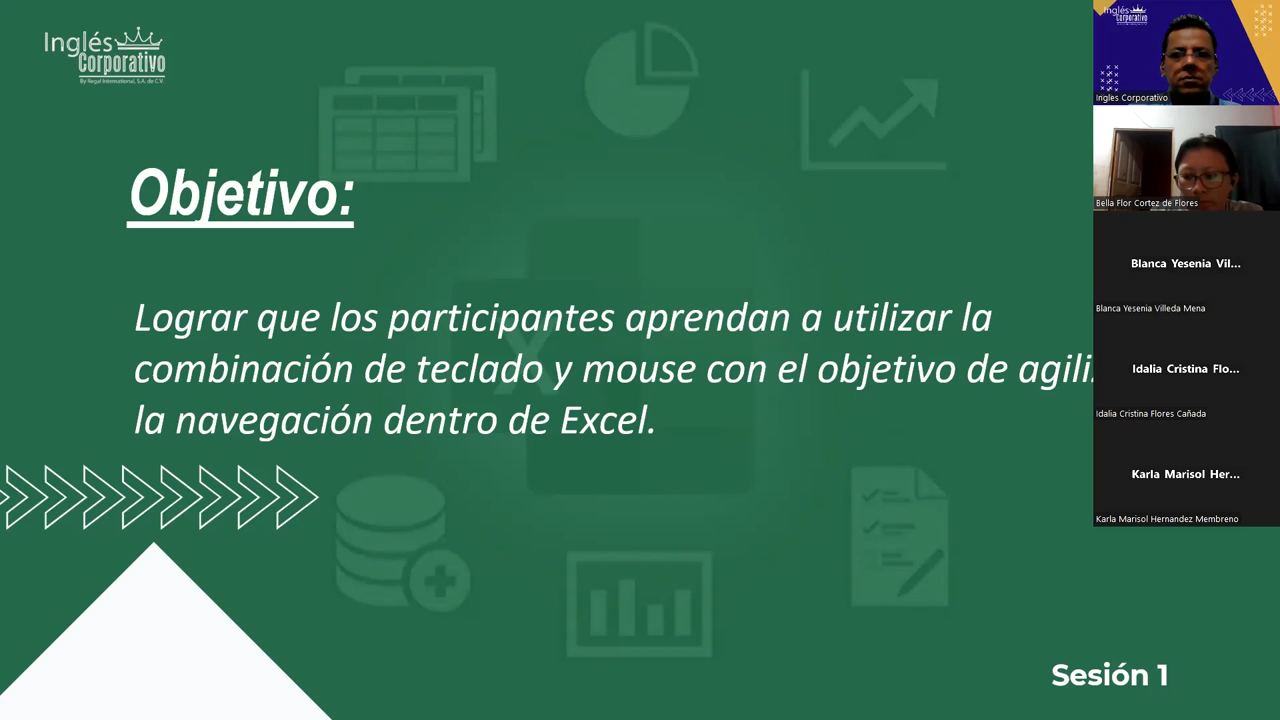 Inglés
Corporativo
By Regal International, S.A. de C.V.
Objetivo:
Lograr que los participantes aprendan a utilizar la
combinación de teclado y mouse con el objetivo de agili
la navegación dentro de Excel.
Sesión 1
Inglés
Corporativo
Ingles Corporativo
Bella Flor Cortez de Flores
Blanca Yesenia Vil...
Blanca Yesenia Villeda Mena
Idalia Cristina Flo...
Idalia Cristina Flores Cañada
Karla Marisol Her...
Karla Marisol Hernandez Membreno